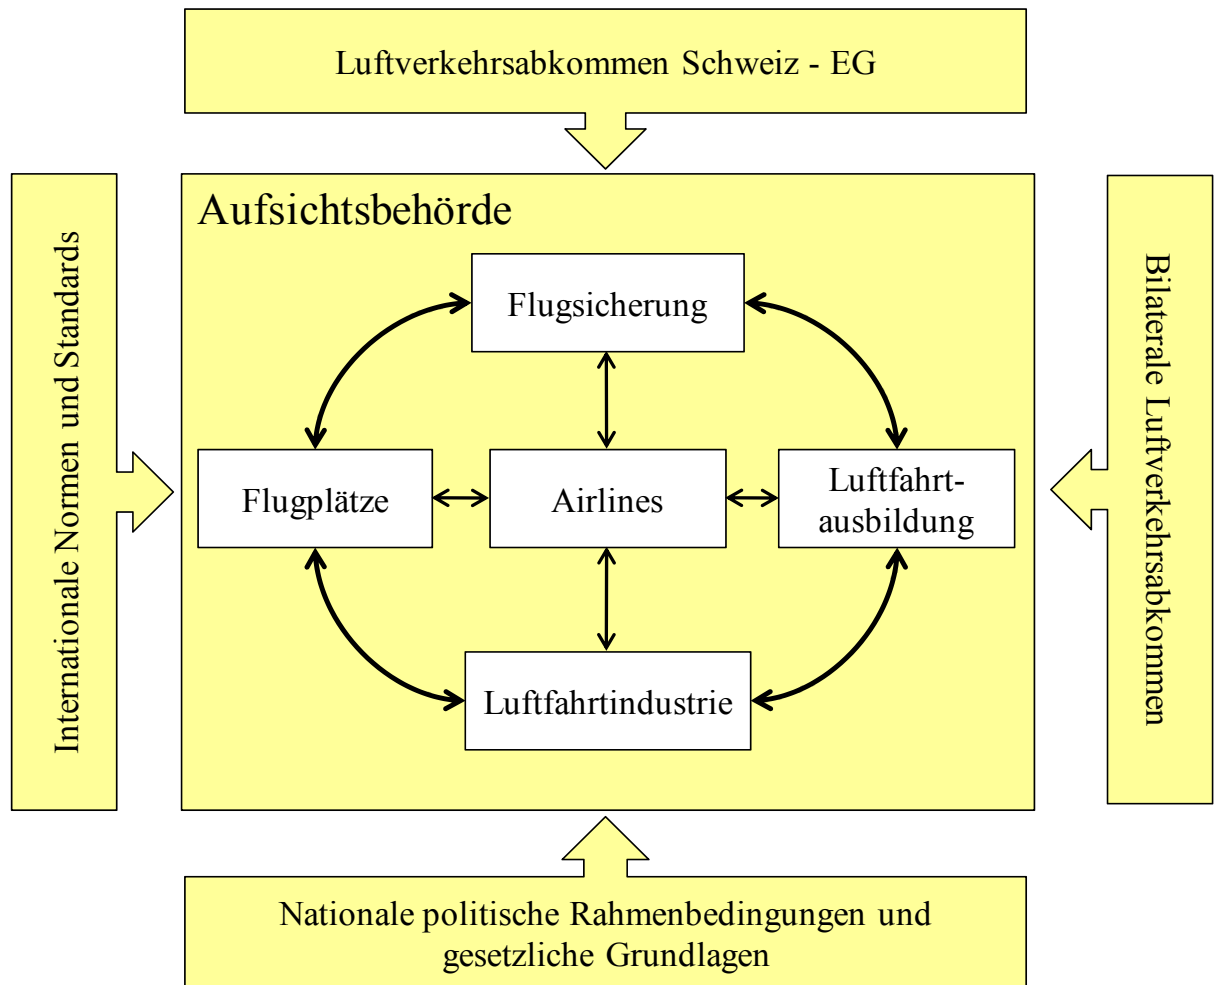 Luftverkehrsabkommen Schweiz - EG
Internationale Normen und Standards
Aufsichtsbehörde
Flugsicherung
Flugplätze
Airlines
Luftfahrt-
ausbildung
Luftfahrtindustrie
Bilaterale Luftverkehrsabkommen
Nationale politische Rahmenbedingungen und
gesetzliche Grundlagen